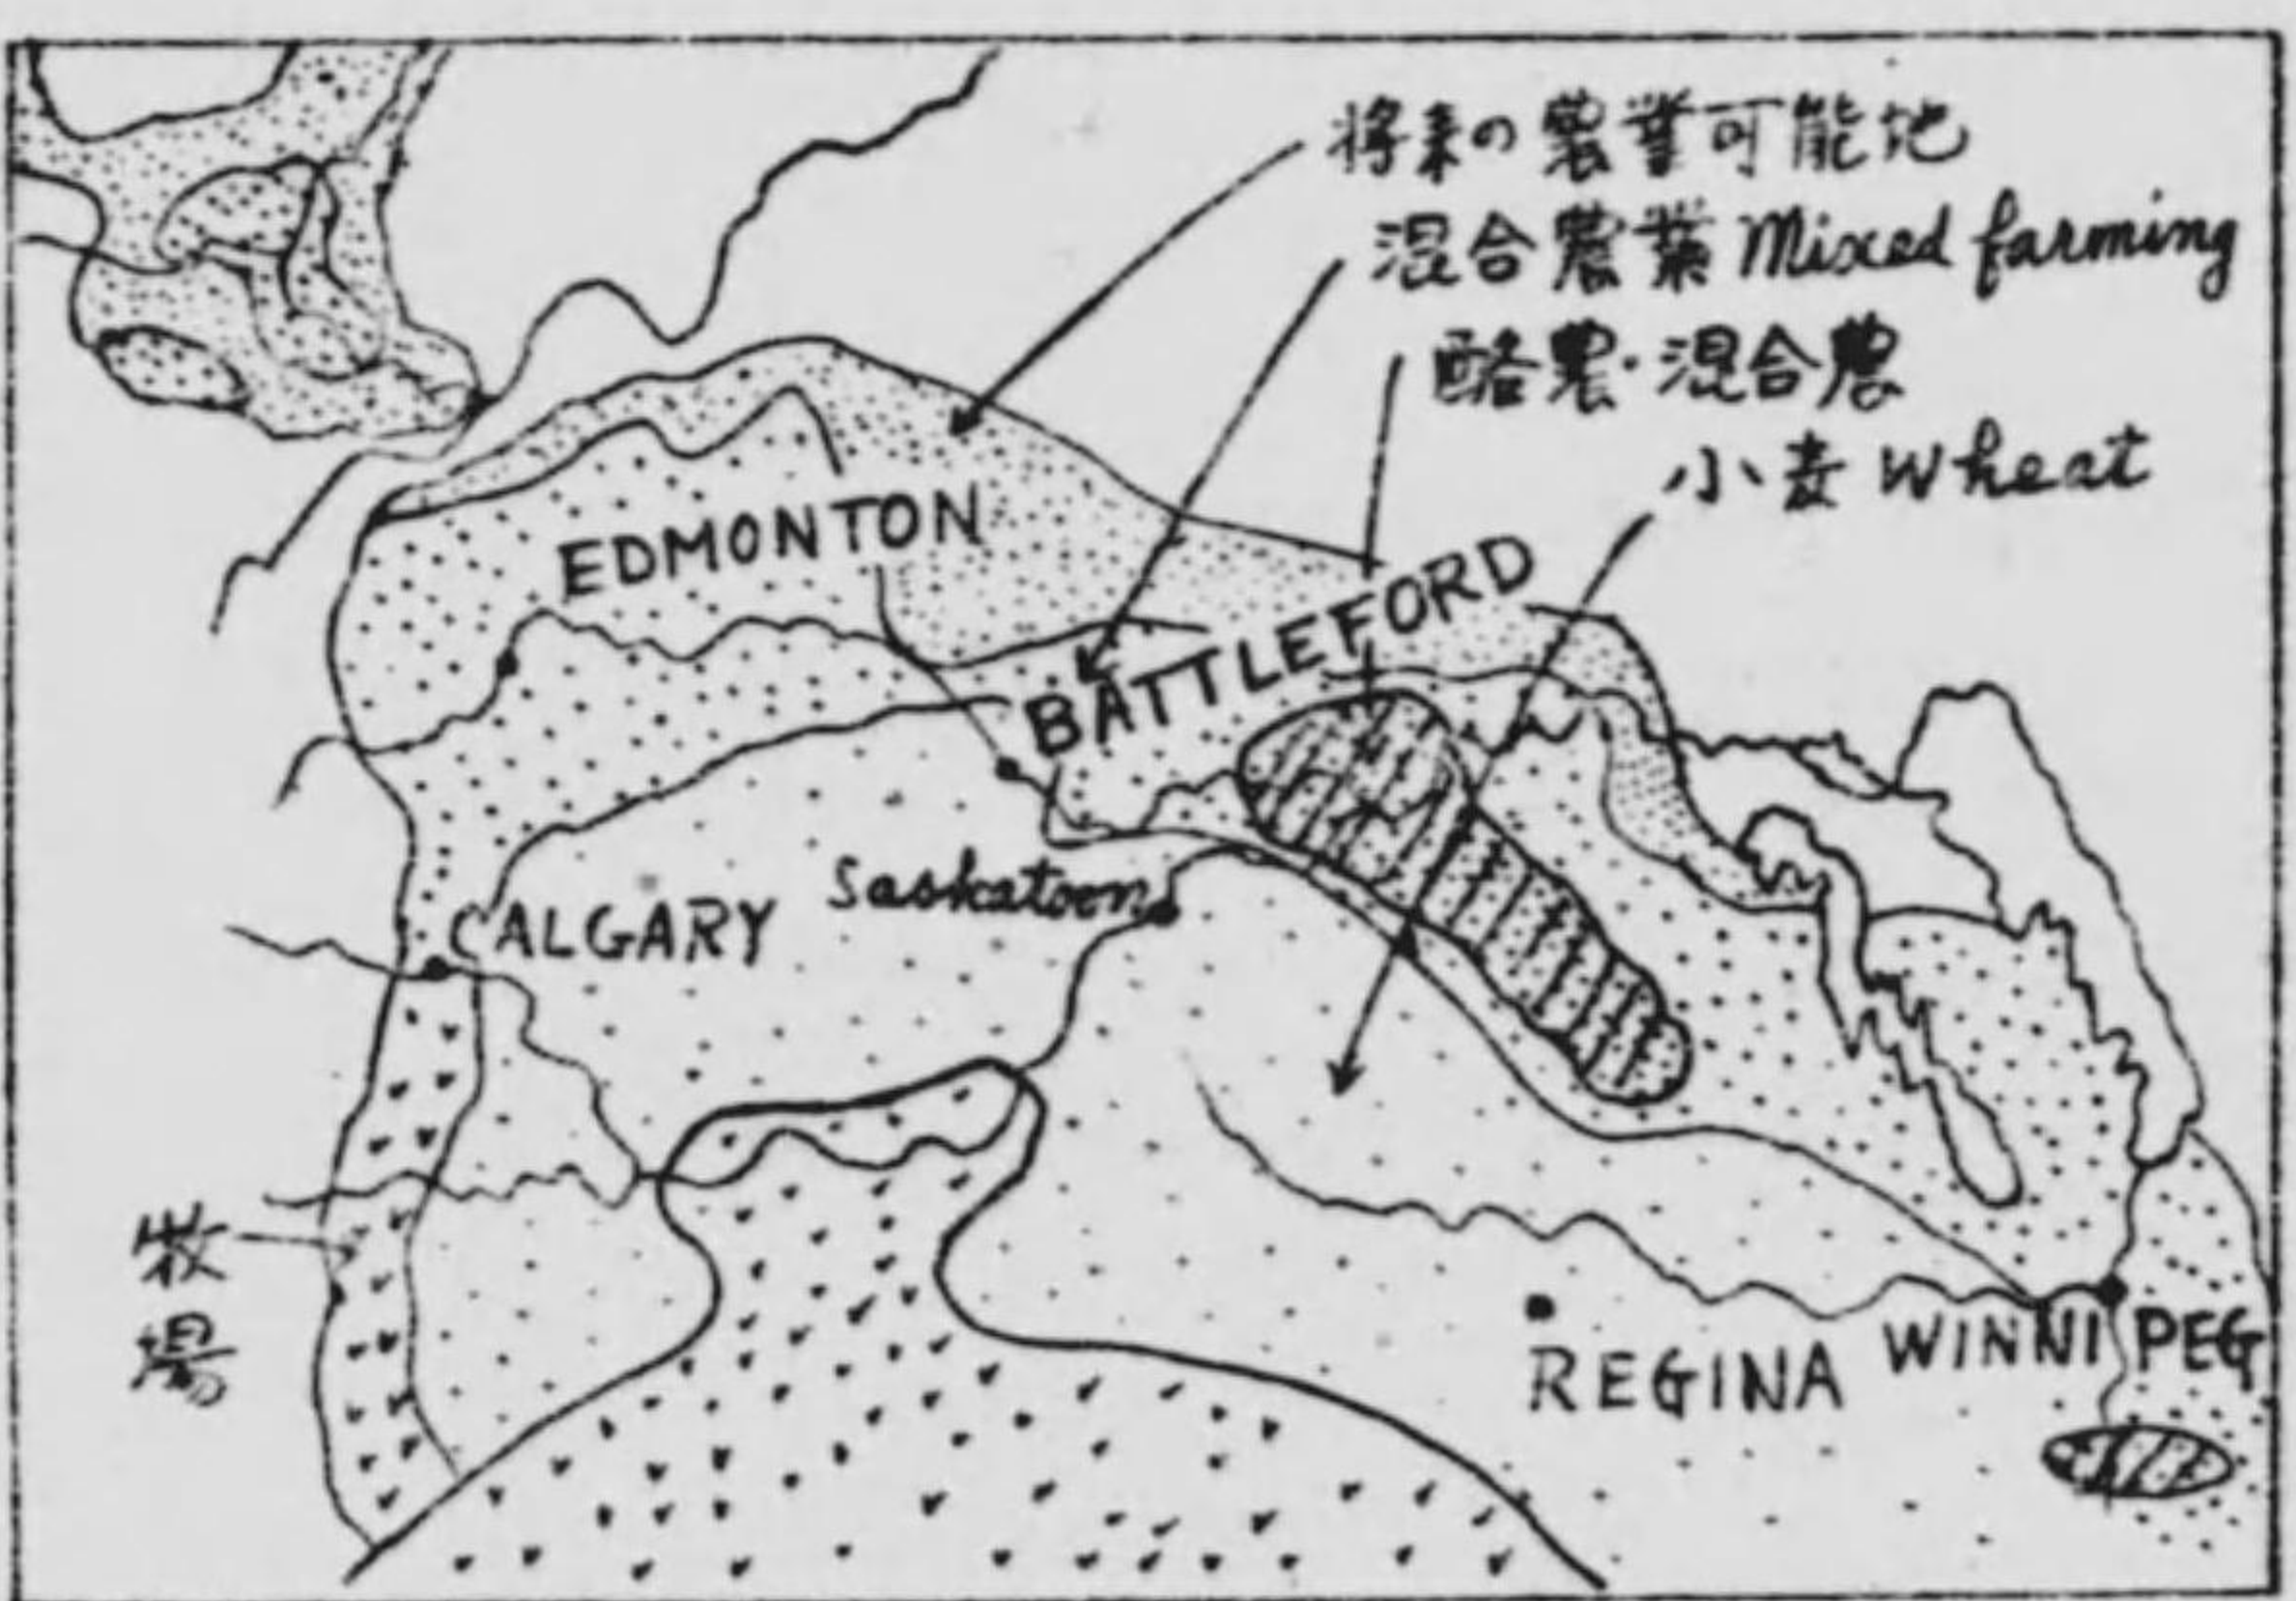 将来の農業可能地
混合農業 Mixed farming
酪農・混合農
小麦 Wheat
EDMONTON
BATTLEFORD
Saskatoon
CALGARY
牧場
REGINA
WINNIPEG